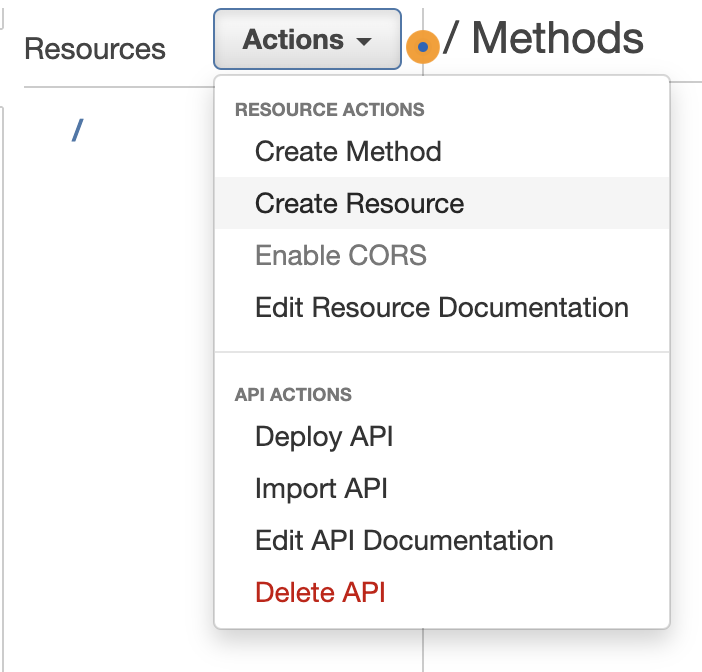 Resources
Actions
/ Methods
/
RESOURCE ACTIONS
Create Method
Create Resource
Enable CORS
Edit Resource Documentation
API ACTIONS
Deploy API
Import API
Edit API Documentation
Delete API